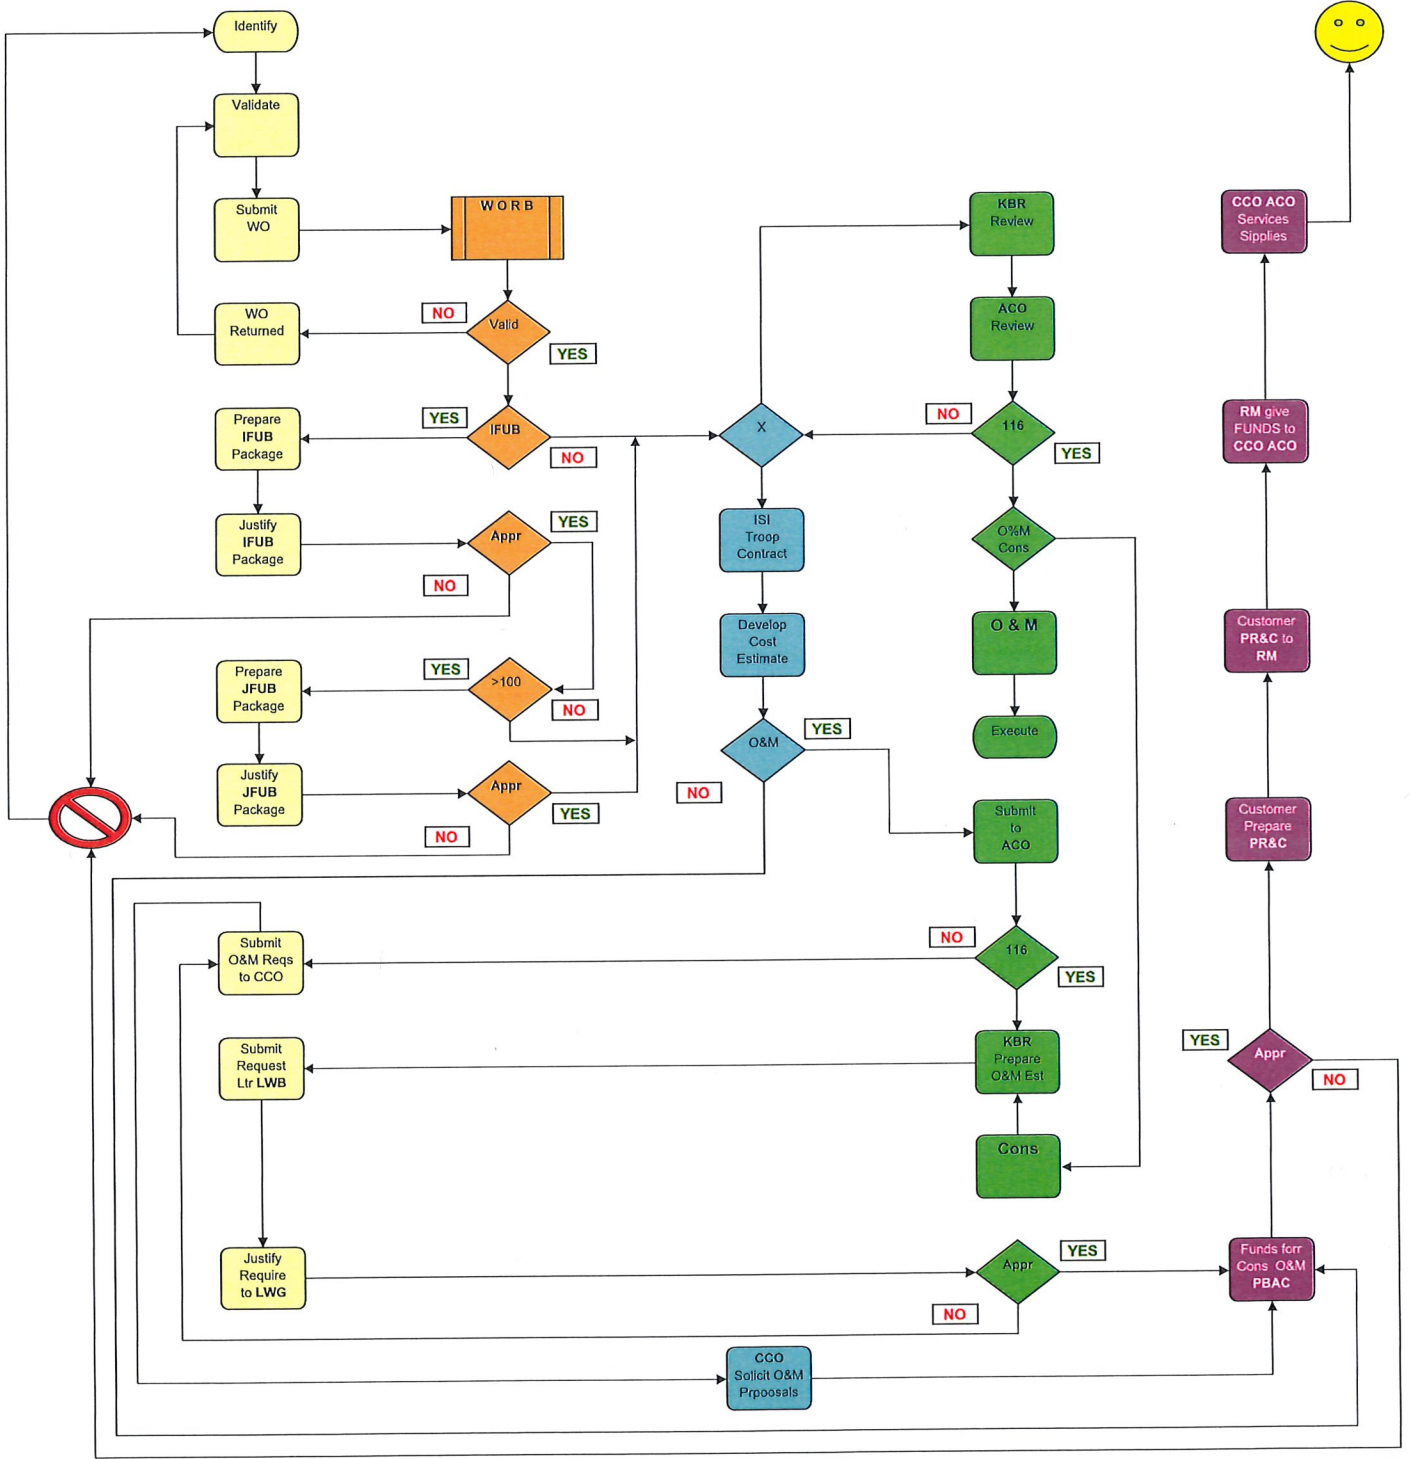 Identify
Validate
Submit
WO
WORB
KBR
Review
CCO ACO
Services
Sipplies
WO
Returned
NO
Valid
YES
ACO
Review
Prepare
IFUB
Package
YES
IFUB
NO
X
NO
116
YES
RM give
FUNDS to
CCO ACO
Justify
IFUB
Package
Appr
YES
NO
ISI
Troop
Contract
O%M
Cons
Develop
Cost
Estimate
O & M
Customer
PR&C to
RM
Prepare
JFUB
Package
YES
>100
NO
O&M
YES
NO
Execute
Justify
JFUB
Package
Appr
YES
NO
Submit
to
ACO
Customer
Prepare
PR&C
Submit
O&M Reqs
to CCO
NO
116
YES
Submit
Request
Ltr LWB
KBR
Prepare
O&M Est
YES
Appr
NO
Cons
Justify
Require
to LWG
Appr
YES
NO
Funds forr
Cons O&M
PBAC
CCO
Solicit O&M
Prpoosals